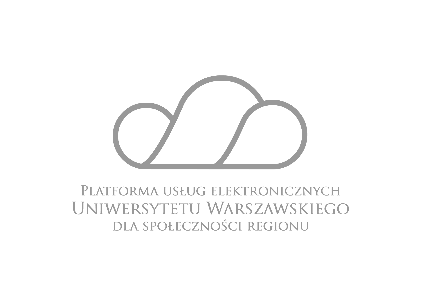 Platforma usług elektronicznych
Uniwersytetu Warszawskiego
dla społeczności regionu